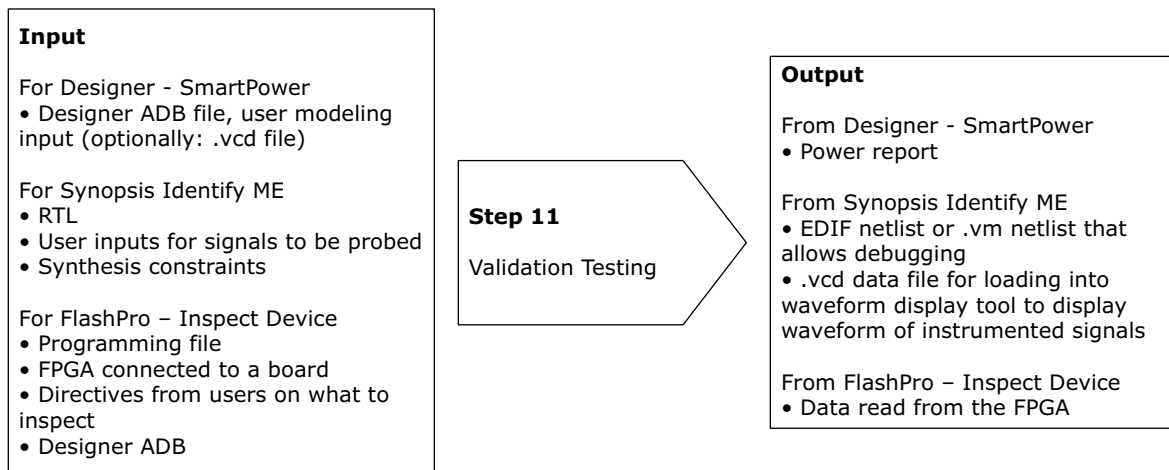 Input
For Designer - SmartPower
• Designer ADB file, user modeling
input (optionally: .vcd file)
For Synopsis Identify ME
• RTL
• User inputs for signals to be probed
• Synthesis constraints
For FlashPro – Inspect Device
• Programming file
• FPGA connected to a board
• Directives from users on what to
inspect
• Designer ADB
Step 11
Validation Testing
Output
From Designer - SmartPower
• Power report
From Synopsis Identify ME
• EDIF netlist or .vm netlist that
allows debugging
• .vcd data file for loading into
waveform display tool to display
waveform of instrumented signals
From FlashPro – Inspect Device
• Data read from the FPGA